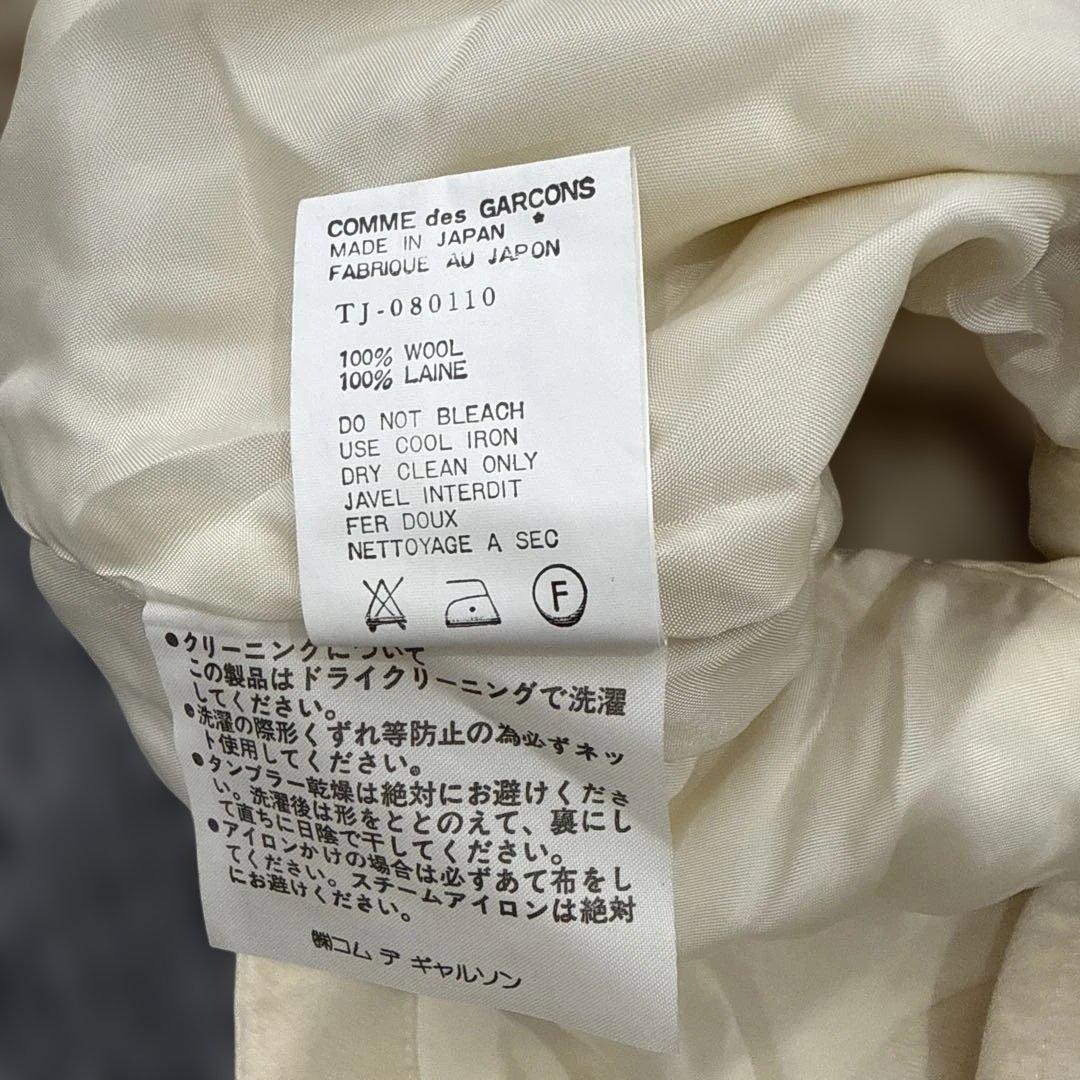 COMME des GARCONS
★
MADE IN JAPAN
FABRIQUE AU JAPON
TJ-080110
100% WOOL
100% LAINE
DO NOT BLEACH
USE COOL IRON
DRY CLEAN ONLY
JAVEL INTERDIT
FER DOUX
NETTOYAGE A SEC
F
●クリーニングについて
この製品はドライクリーニングで洗濯
してください。
●洗濯の際形くずれ等防止の為必ずネッ
ト使用してください。
●タンブラー乾燥は絶対にお避けくださ
い。洗濯後は形をととのえて、裏にし
て直ちに日陰で干してください。
●アイロンかけの場合は必ずあて布をし
てください。スチームアイロンは絶対
にお避けください。
㈱コム デ ギャルソン